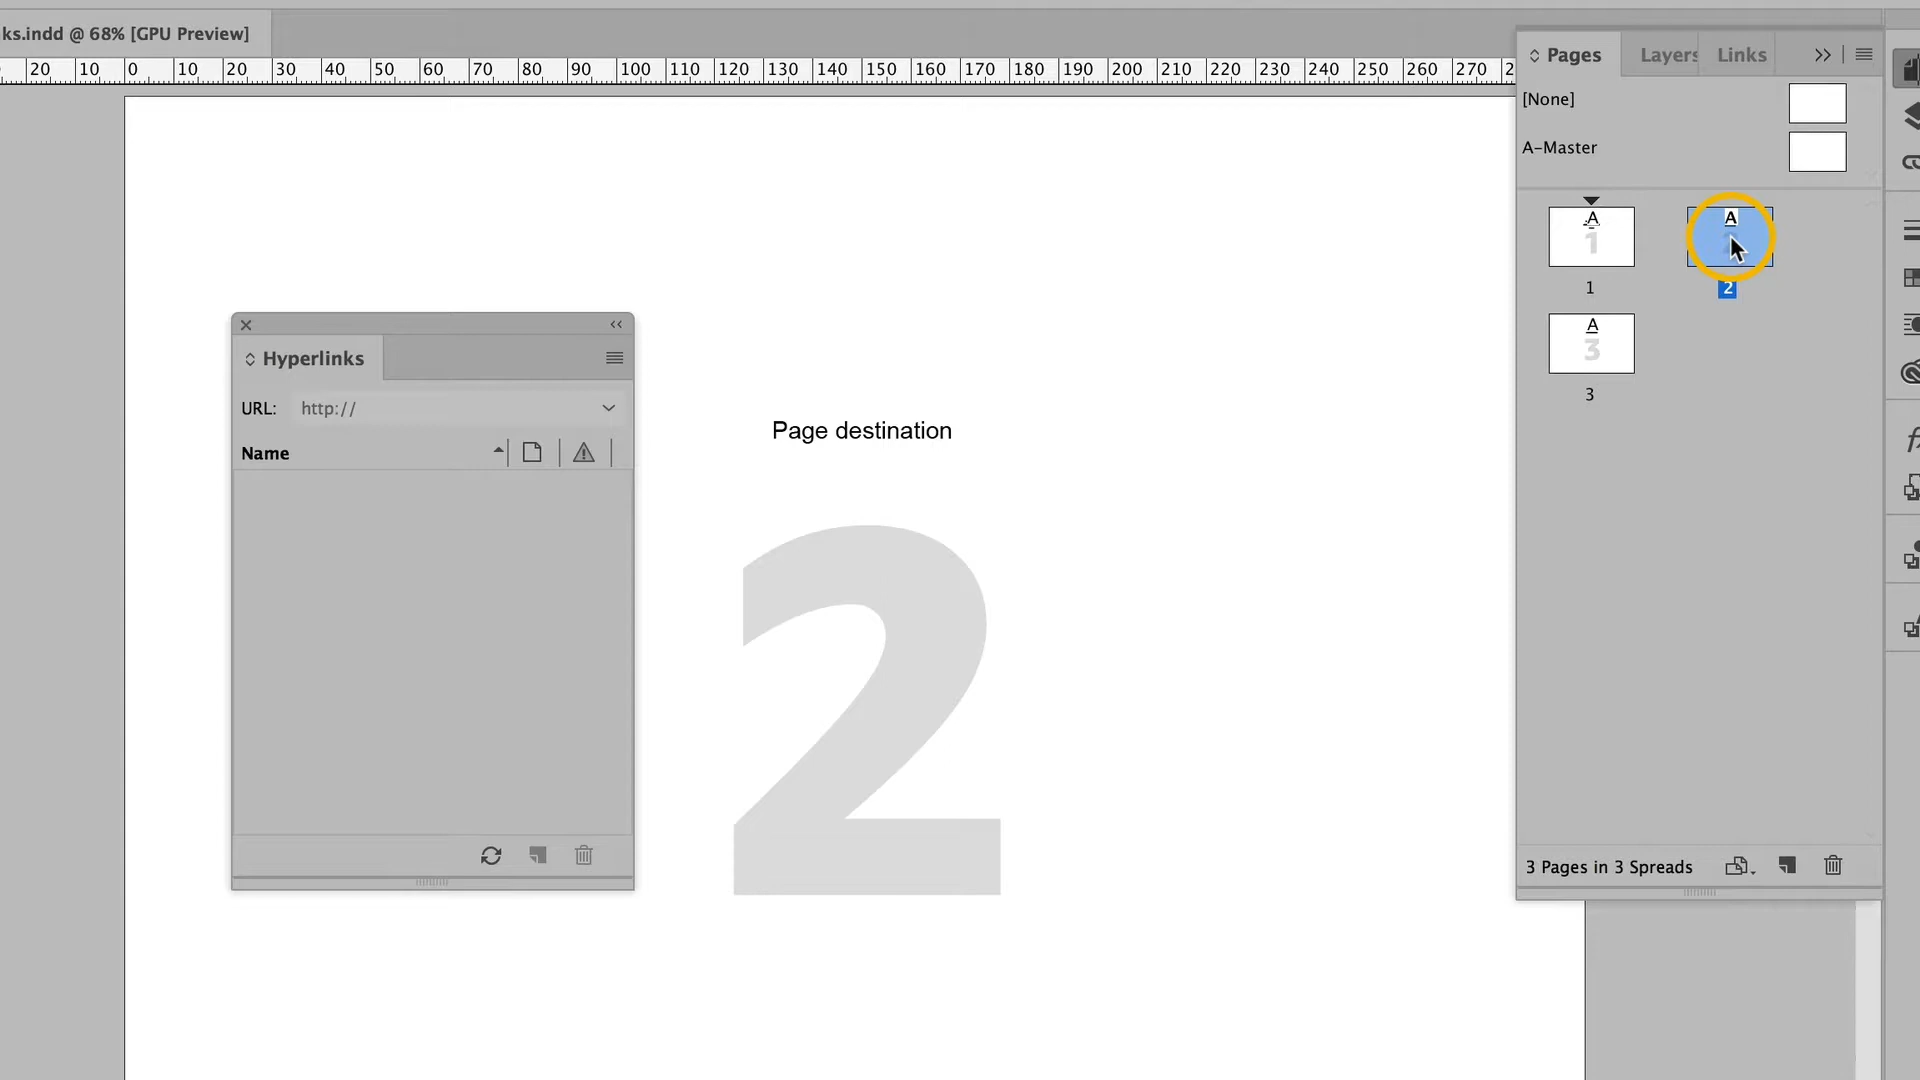 ks.indd @ 68% [GPU Preview]
20 10 0 10 20 30 40 50 60 70 80 90 100 110 120 130 140 150 160 170 180 190 200 210 220 230 240 250 260 270 2
Pages Layers Links
[None]
A-Master
A A
1
1 2
A
3
3
Hyperlinks
URL: http://
Name
Page destination
2
3 Pages in 3 Spreads